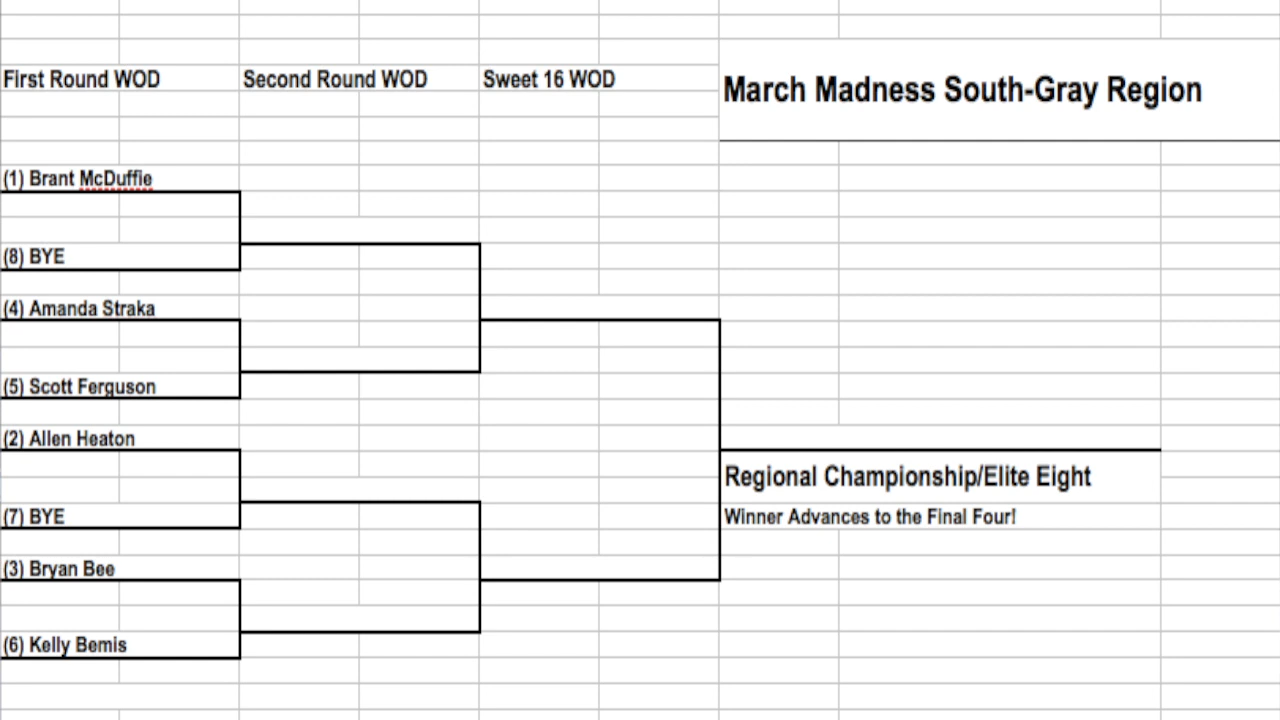 First Round WOD
Second Round WOD
Sweet 16 WOD
March Madness South-Gray Region
(1) Brant McDuffie
(8) BYE
(4) Amanda Straka
(5) Scott Ferguson
(2) Allen Heaton
(7) BYE
(3) Bryan Bee
(6) Kelly Bemis
Regional Championship/Elite Eight
Winner Advances to the Final Four!